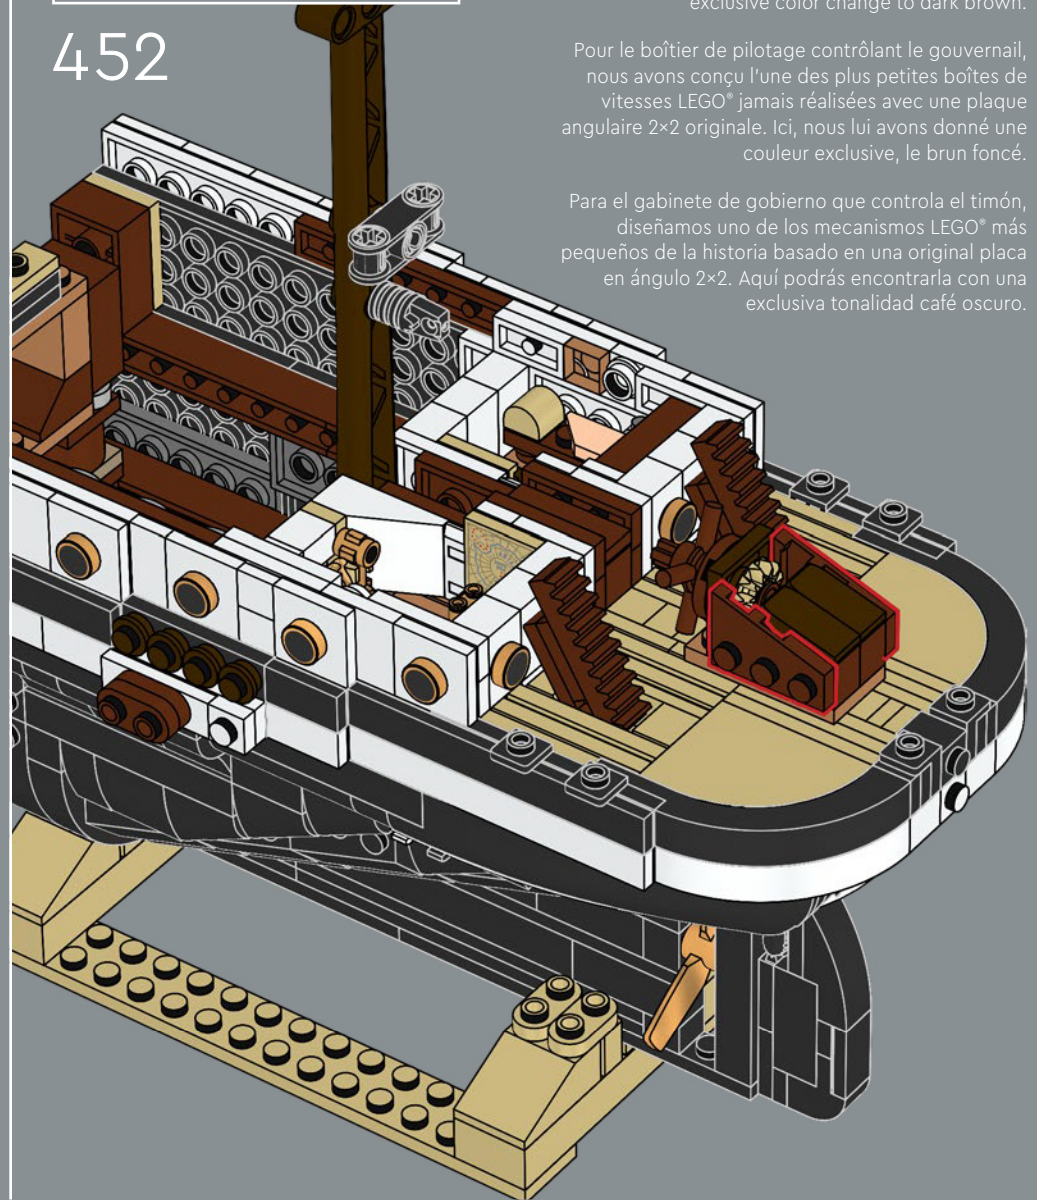 exclusive color change to dark brown.
452
Pour le boîtier de pilotage contrôlant le gouvernail,
nous avons conçu l'une des plus petites boîtes de
vitesses LEGO® jamais réalisées avec une plaque
angulaire 2×2 originale. Ici, nous lui avons donné une
couleur exclusive, le brun foncé.
Para el gabinete de gobierno que controla el timón,
diseñamos uno de los mecanismos LEGO® más
pequeños de la historia basado en una original placa
en ángulo 2×2. Aquí podrás encontrarla con una
exclusiva tonalidad café oscuro.